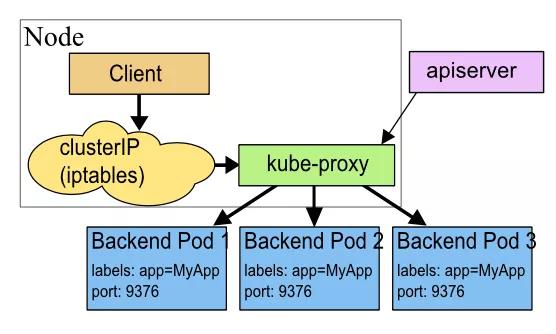 Node
Client
apiserver
clusterIP
(iptables)
kube-proxy
Backend Pod 1
labels: app=MyApp
port: 9376
Backend Pod 2
labels: app=MyApp
port: 9376
Backend Pod 3
labels: app=MyApp
port: 9376